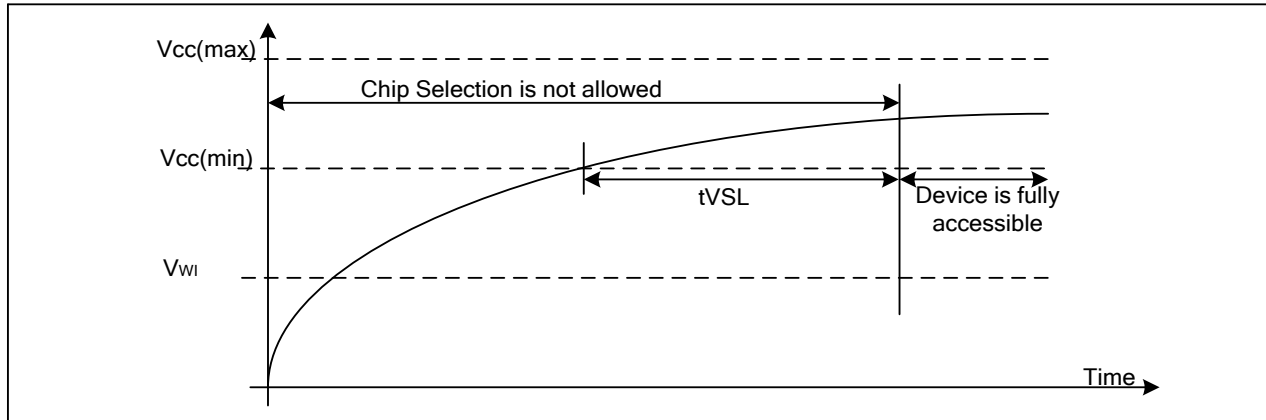 Vcc(max)
Chip Selection is not allowed
Vcc(min)
tVSL
Device is fully
accessible
VWI
Time